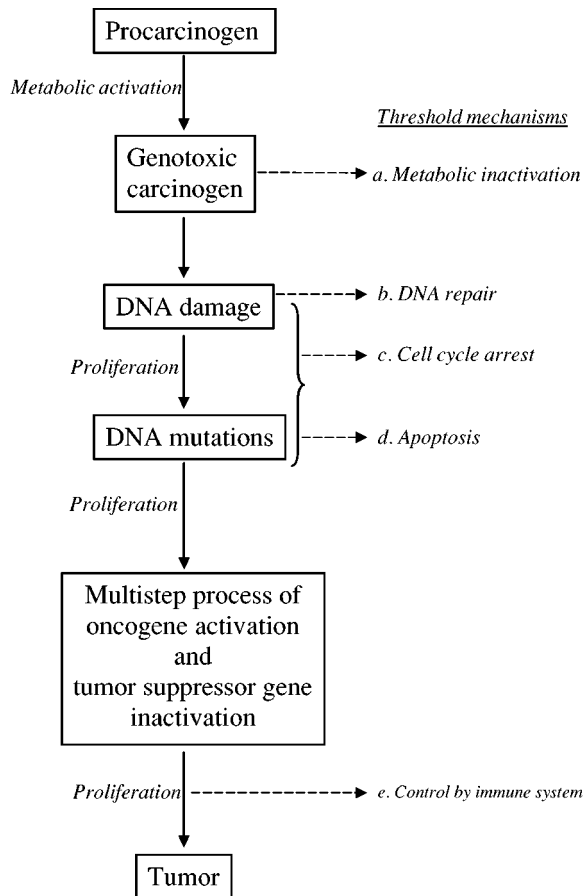 Procarcinogen
Metabolic activation
Threshold mechanisms
Genotoxic
carcinogen
a. Metabolic inactivation
DNA damage
b. DNA repair
Proliferation
c. Cell cycle arrest
DNA mutations
d. Apoptosis
Proliferation
Multistep process of
oncogene activation
and
tumor suppressor gene
inactivation
Proliferation
e. Control by immune system
Tumor